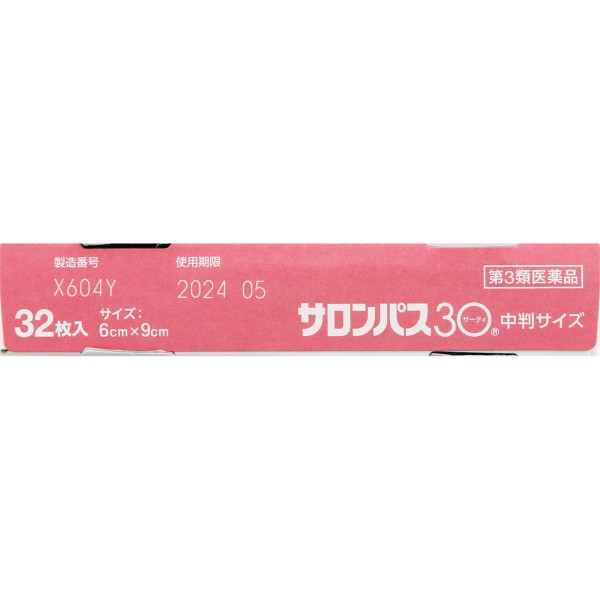 製造番号
X604Y
使用期限
2024 05
32枚入
サイズ:
6cm×9cm
サロンパス30®
サーティ
第3類医薬品
中判サイズ